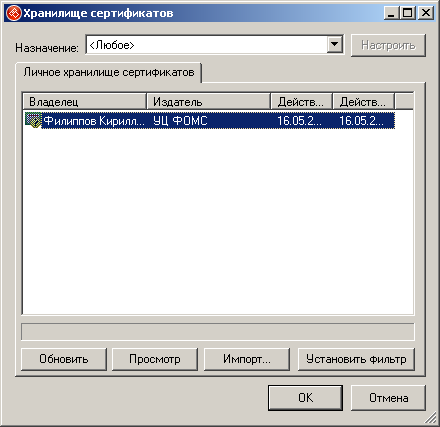 Хранилище сертификатов
Назначение: <Любое> Настроить
Личное хранилище сертификатов
Владелец Издатель Действ... Действ...
Филиппов Кирилл... УЦ ФОМС 16.05.2... 16.05.2...
Обновить Просмотр Импорт... Установить фильтр
OK Отмена